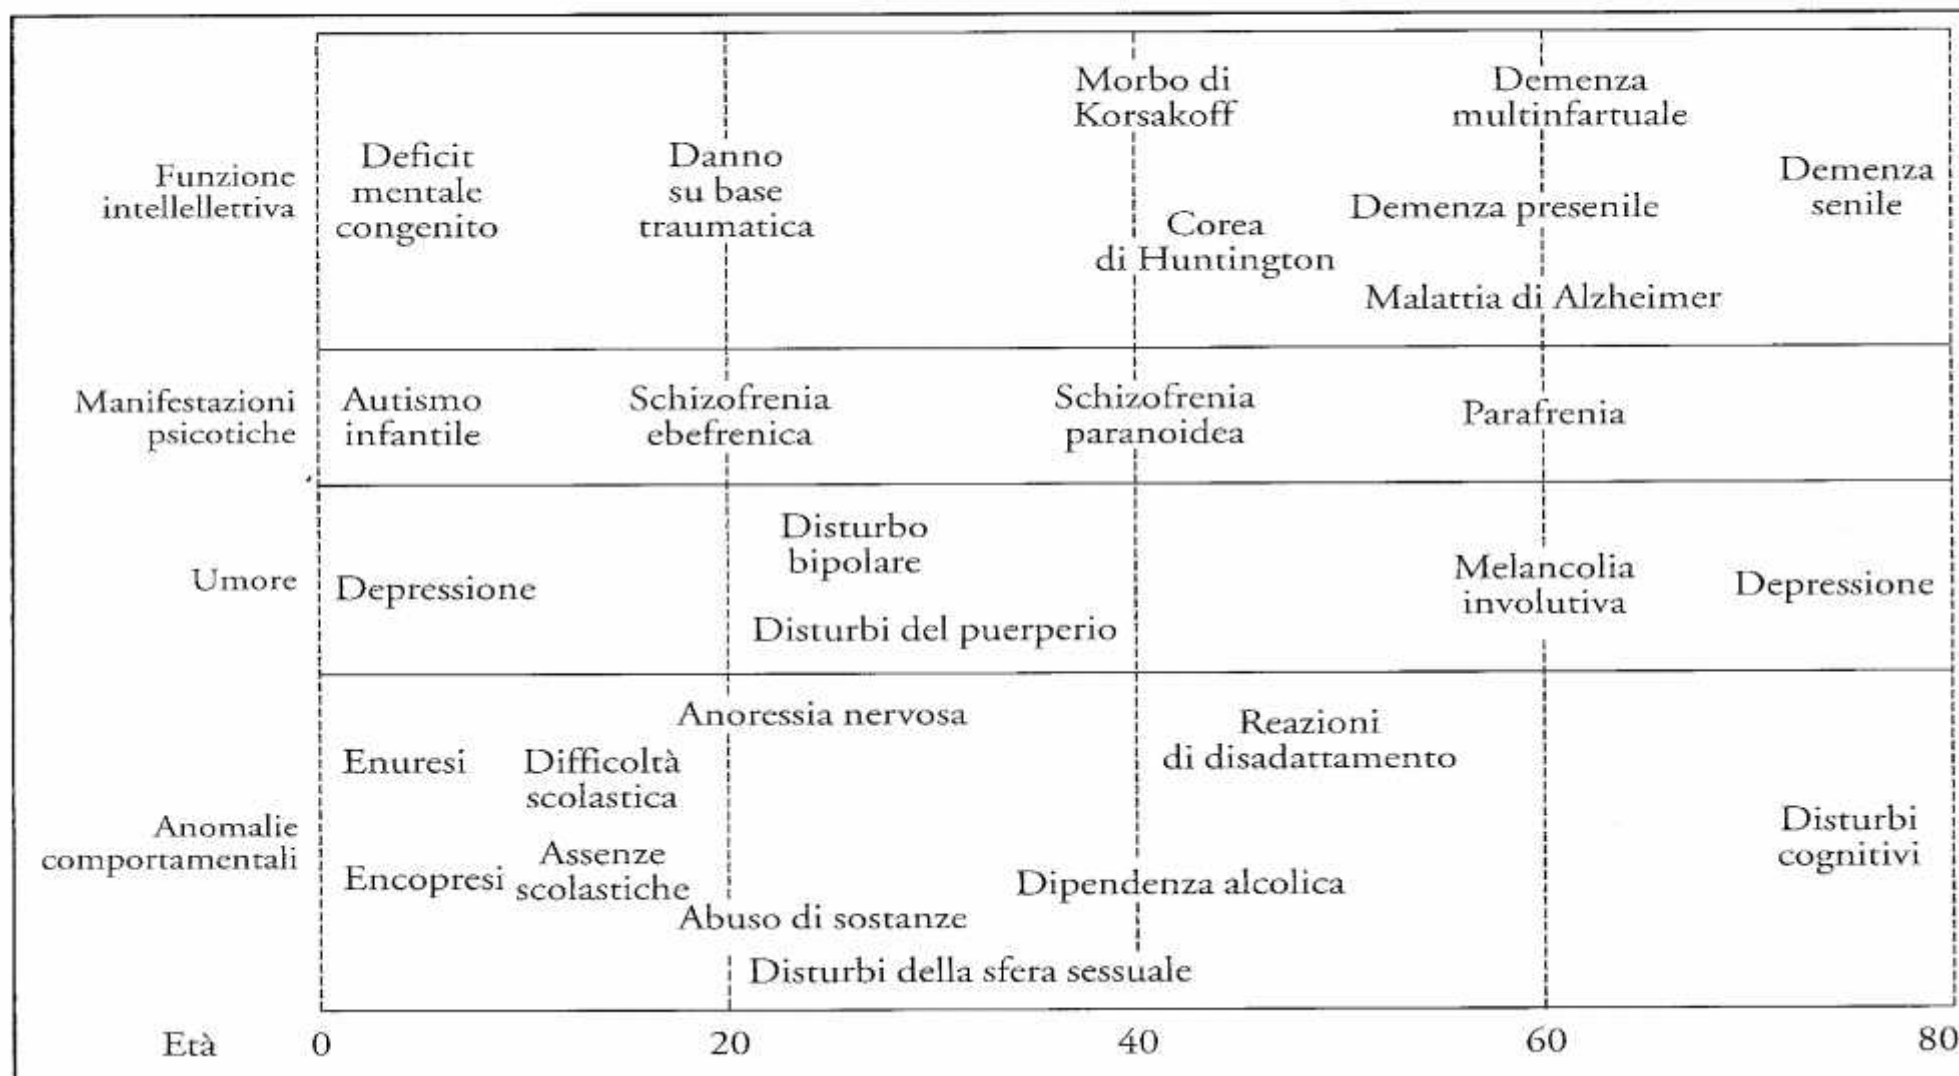 Funzione
intellellettiva
Deficit
mentale
congenito
Danno
su base
traumatica
Morbo di
Korsakoff
Corea
di Huntington
Demenza
multinfartuale
Demenza presenile
Malattia di Alzheimer
Demenza
senile
Manifestazioni
psicotiche
Autismo
infantile
Schizofrenia
ebefrenica
Schizofrenia
paranoidea
Parafrenia
Umore
Depressione
Disturbo
bipolare
Disturbi del puerperio
Melancolia
involutiva
Depressione
Anomalie
comportamentali
Enuresi
Encopresi
Difficoltà
scolastica
Assenze
scolastiche
Anoressia nervosa
Abuso di sostanze
Disturbi della sfera sessuale
Reazioni
di disadattamento
Dipendenza alcolica
Disturbi
cognitivi
Età 0 20 40 60 80